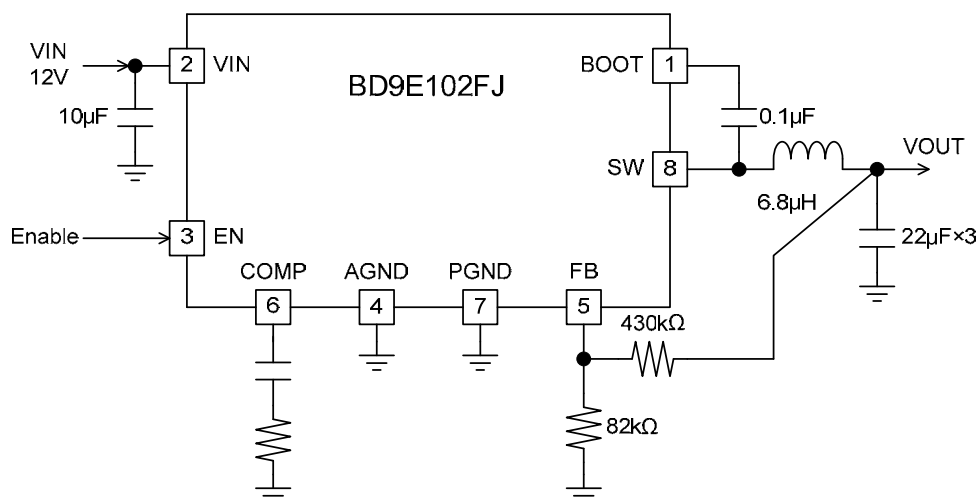 VIN
12V
2
VIN
BD9E102FJ
BOOT
1
10µF
0.1µF
VOUT
SW
8
6.8µH
22µF×3
Enable
3
EN
COMP
AGND
PGND
FB
6
4
7
5
430kΩ
82kΩ